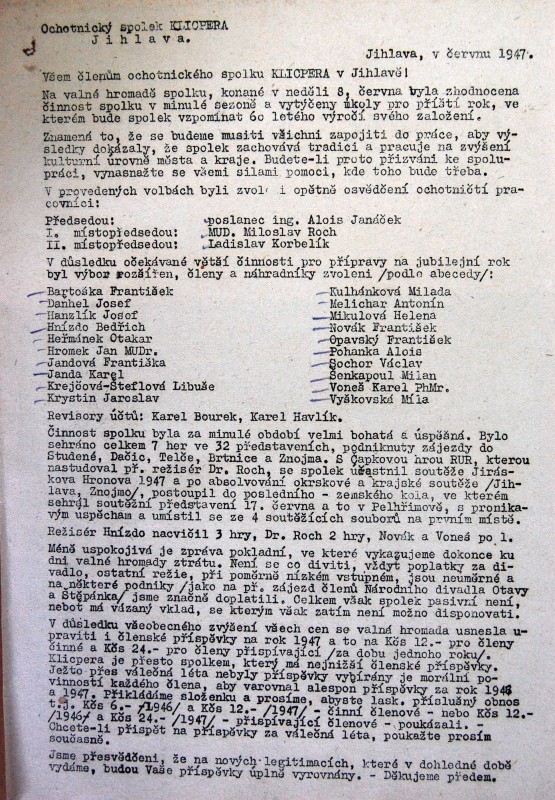 Ochotnický spolek KLICPERA
Jihlava.
Jihlava, v červnu 1947.
Všem členům ochotnického spolku KLICPERA v Jihlavě!
Na valné hromadě spolku, konané v neděli 8. června byla zhodnocena
činnost spolku v minulé sezoně a vytýčeny úkoly pro příští rok, ve
kterém bude spolek vzpomínat 60 letého výročí svého založení.
Znamená to, že se budeme musiti všichni zapojiti do práce, aby vý-
sledky dokázaly, že spolek zachovává tradici a pracuje na zvýšení
kulturní úrovně města a kraje. Budete-li proto přizváni ke spolu-
práci, vynasnažte se všemi silami pomoci, kde toho bude třeba.
V provedených volbách byli zvole i opětně osvědčení ochotničtí pra-
covníci:
Předsedou: poslanec ing. Alois Janáček
I. místopředsedou: MUD. Miloslav Roch
II. místopředsedou: Ladislav Korbelík
V důsledku očekávané větší činnosti pro přípravy na jubilejní rok
byl výbor rozšířen, členy a náhradníky zvoleni /podle abecedy/:
Bartoška František Kulhánková Milada
Daňhel Josef Melichar Antonín
Hanzlík Josef Mikulová Helena
Hnízdo Bedřich Novák František
Heřmánek Otakar Opavský František
Hromek Jan MUDr. Pohanka Alois
Jandová Františka Sochor Václav
Janda Karel Šenkapoul Milan
Krejčová-Šteflová Libuše Voneš Karel PhMr.
Krystin Jaroslav Vyškovská Míla
Revisory účtů: Karel Bourek, Karel Havlík.
Činnost spolku byla za minulé období velmi bohatá a úspěšná. Bylo
sehráno celkem 7 her ve 32 představeních, podniknuty zájezdy do
Studené, Dačic, Telče, Brtnice a Znojma. S Čapkovou hrou RUR, kterou
nastudoval př. režisér Dr. Roch, se spolek účastnil soutěže Jirás-
kova Hronova 1947 a po absolvování okrskové a krajské soutěže /Jih-
lava, Znojmo/, postoupil do posledního - zemského kola, ve kterém
sehrál soutěžní představení 17. června a to v Pelhřimově, s pronika-
vým uspěchem a umístil se ze 4 soutěžících souborů na prvním místě.
Režisér Hnízdo nacvičil 3 hry, Dr. Roch 2 hry, Novák a Voneš po 1.
Méně uspokojivá je zpráva pokladní, ve které vykazujeme dokonce ku
dni valné hromady ztrátu. Není se co diviti, vždyť poplatky za di-
vadlo, ostatní režie, při poměrně nízkém vstupném, jsou neuměrné a
na některé podniky /jako na př. zájezd členů Národního divadla Otavy
a Štěpánka/ jsme značně doplatili. Celkem však spolek pasivní není,
neboť má vázaný vklad, se kterým však zatím není možno disponovati.
V důsledku všeobecného zvýšení všech cen se valná hromada usnesla u-
praviti i členské příspěvky na rok 1947 a to na Kčs 12.- pro členy
činné a Kčs 24.- pro členy přispívající /za dobu jednoho roku/.
Klicpera je přesto spolkem, který má nejnižší členské příspěvky.
Ježto přes válečná léta nebyly příspěvky vybírány je morální po-
vinností každého člena, aby varovnal alespon příspěvky za rok 1946
a 1947. Přikládáme složenku a prosíme, abyste lask. příslušný obnos
t.j. Kčs 6.- /1946/ a Kčs 12.- /1947/ - činní členové - nebo Kčs 12.-
/1946/ a Kčs 24.- /1947/ - přispívající členové - poukázali. -
Chcete-li přispět na příspěvky za válečná léta, poukažte prosím
současně.
Jsme přesvědčeni, že na nových legitimacích, které v dohledné době
vydáme, budou Vaše příspěvky úplně vyrovnány. - Děkujeme předem.